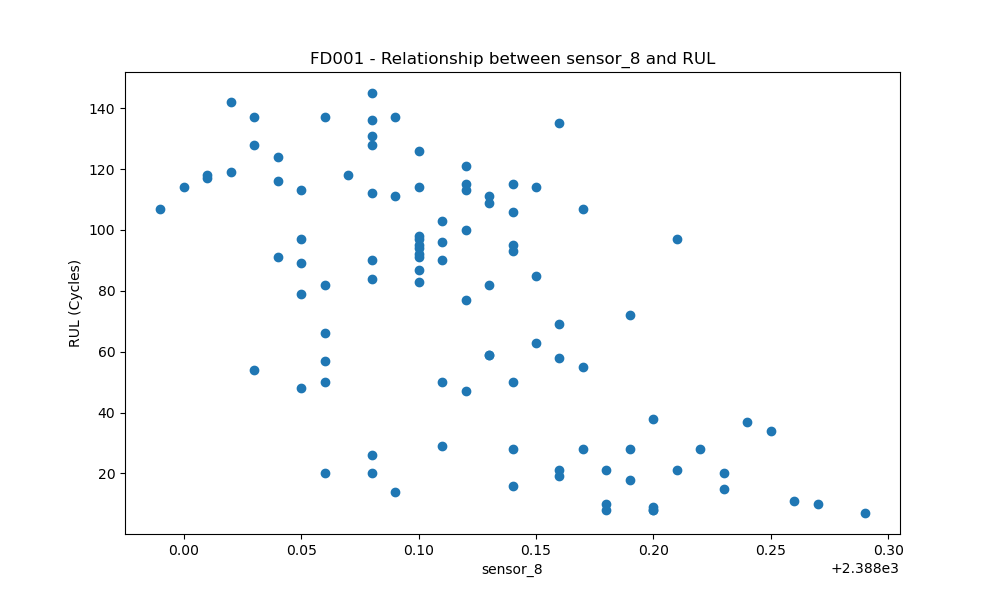 FD001 - Relationship between sensor_8 and RUL
140
120
100
80
60
40
20
RUL (Cycles)
0.00 0.05 0.10 0.15 0.20 0.25 0.30
sensor_8
+2.388e3